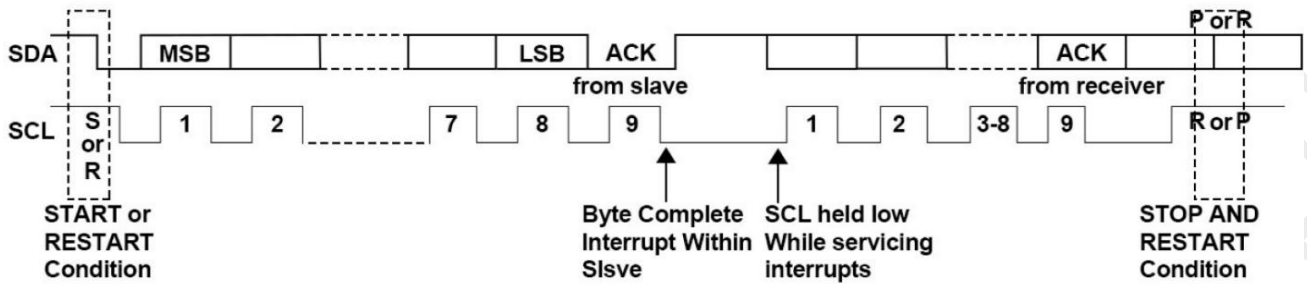 P or R
SDA MSB LSB ACK ACK
from slave from receiver
SCL S or R 1 2 7 8 9 1 2 3-8 9 R or P
START or
RESTART
Condition
Byte Complete
Interrupt Within
SIsve
SCL held low
While servicing
interrupts
STOP AND
RESTART
Condition